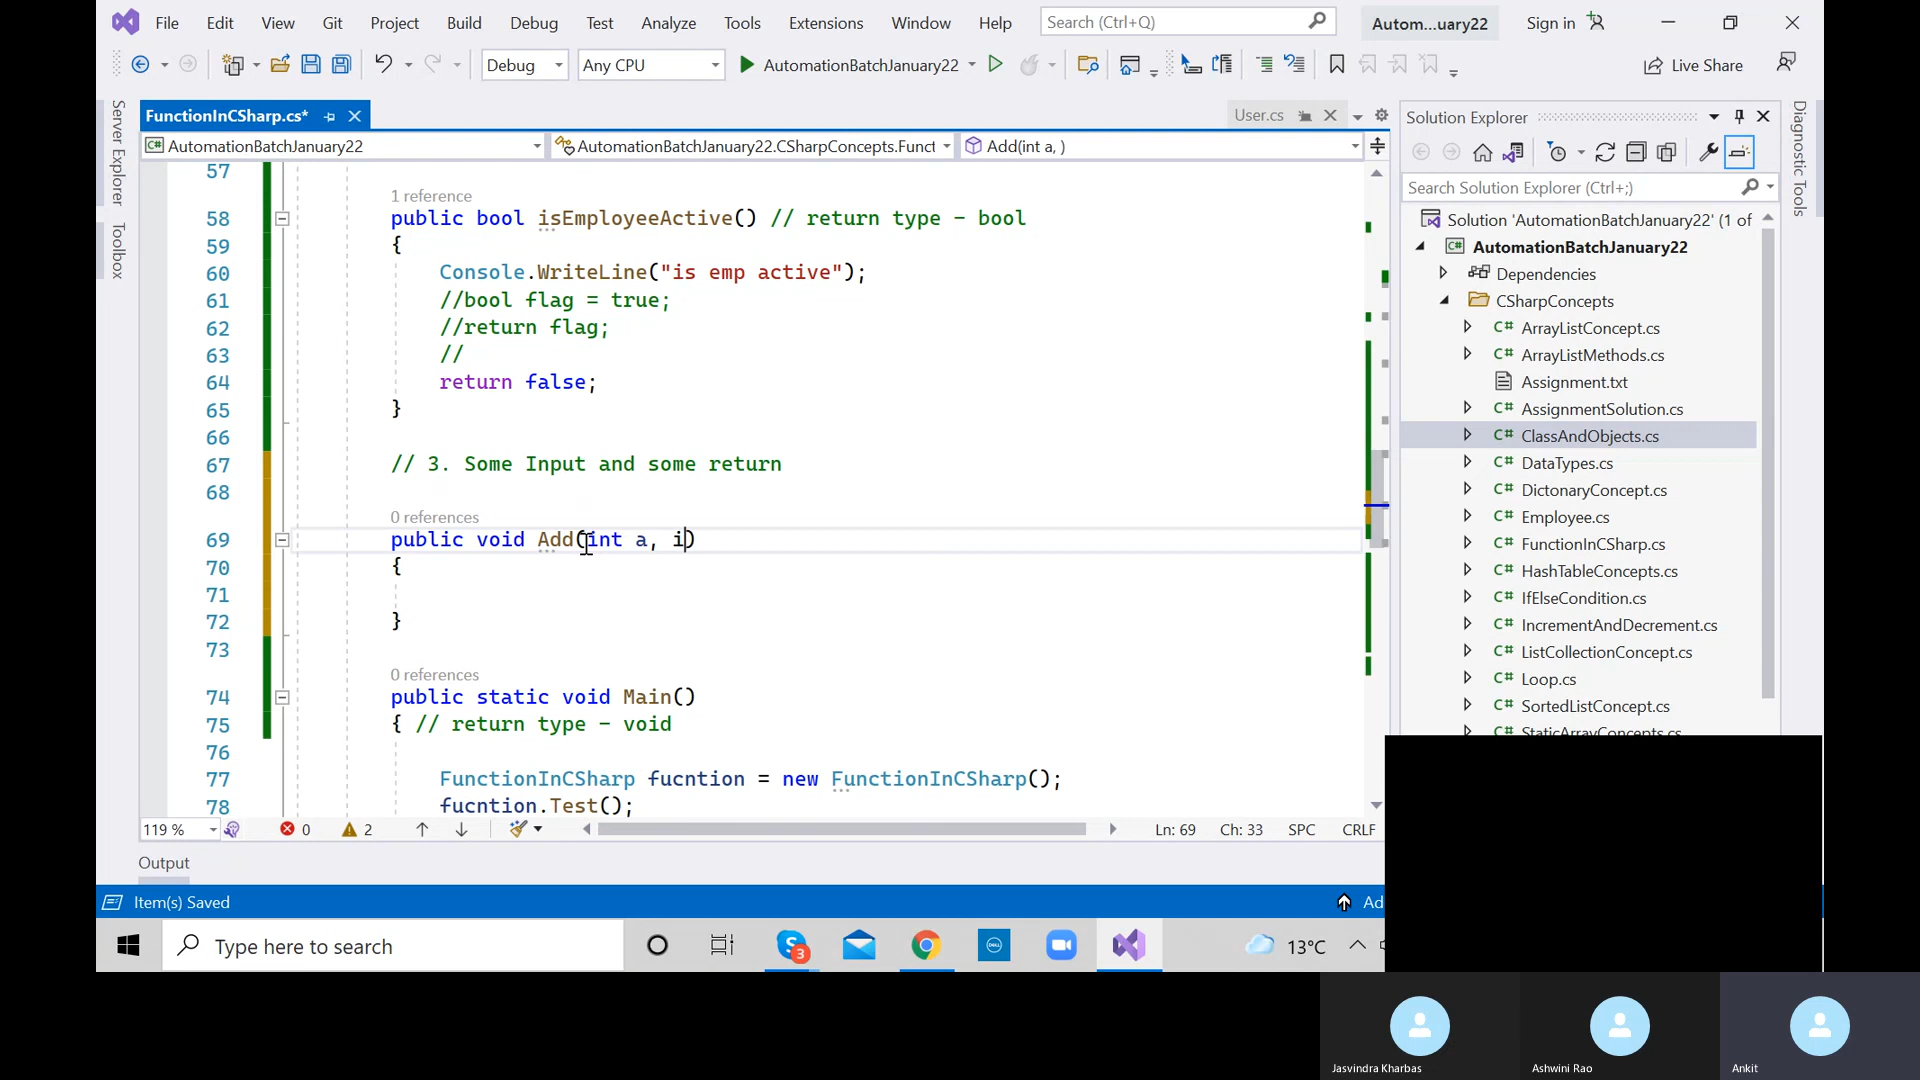 File Edit View Git Project Build Debug Test Analyze Tools Extensions Window Help Search (Ctrl+Q) Autom...uary22 Sign in
Debug Any CPU AutomationBatchJanuary22 Live Share
Server Explorer
Toolbox
FunctionInCSharp.cs* User.cs
AutomationBatchJanuary22 AutomationBatchJanuary22.CSharpConcepts.Funct Add(int a, )
57
1 reference
58 public bool isEmployeeActive() // return type - bool
59 {
60 Console.WriteLine("is emp active");
61 //bool flag = true;
62 //return flag;
63 //
64 return false;
65 }
66
67 // 3. Some Input and some return
68
0 references
69 public void Add(int a, i)
70 {
71
72 }
73
0 references
74 public static void Main()
75 { // return type - void
76
77 FunctionInCSharp fucntion = new FunctionInCSharp();
78 fucntion.Test();
119 % 0 2 Ln: 69 Ch: 33 SPC CRLF
Output
Item(s) Saved Ad
Solution Explorer
Search Solution Explorer (Ctrl+;)
Solution 'AutomationBatchJanuary22' (1 of
C# AutomationBatchJanuary22
Dependencies
CSharpConcepts
C# ArrayListConcept.cs
C# ArrayListMethods.cs
Assignment.txt
C# AssignmentSolution.cs
C# ClassAndObjects.cs
C# DataTypes.cs
C# DictonaryConcept.cs
C# Employee.cs
C# FunctionInCSharp.cs
C# HashTableConcepts.cs
C# IfElseCondition.cs
C# IncrementAndDecrement.cs
C# ListCollectionConcept.cs
C# Loop.cs
C# SortedListConcept.cs
C# StaticArrayConcepts.cs
Diagnostic Tools
Type here to search 3 DELL 13°C
Jasvindra Kharbas Ashwini Rao Ankit